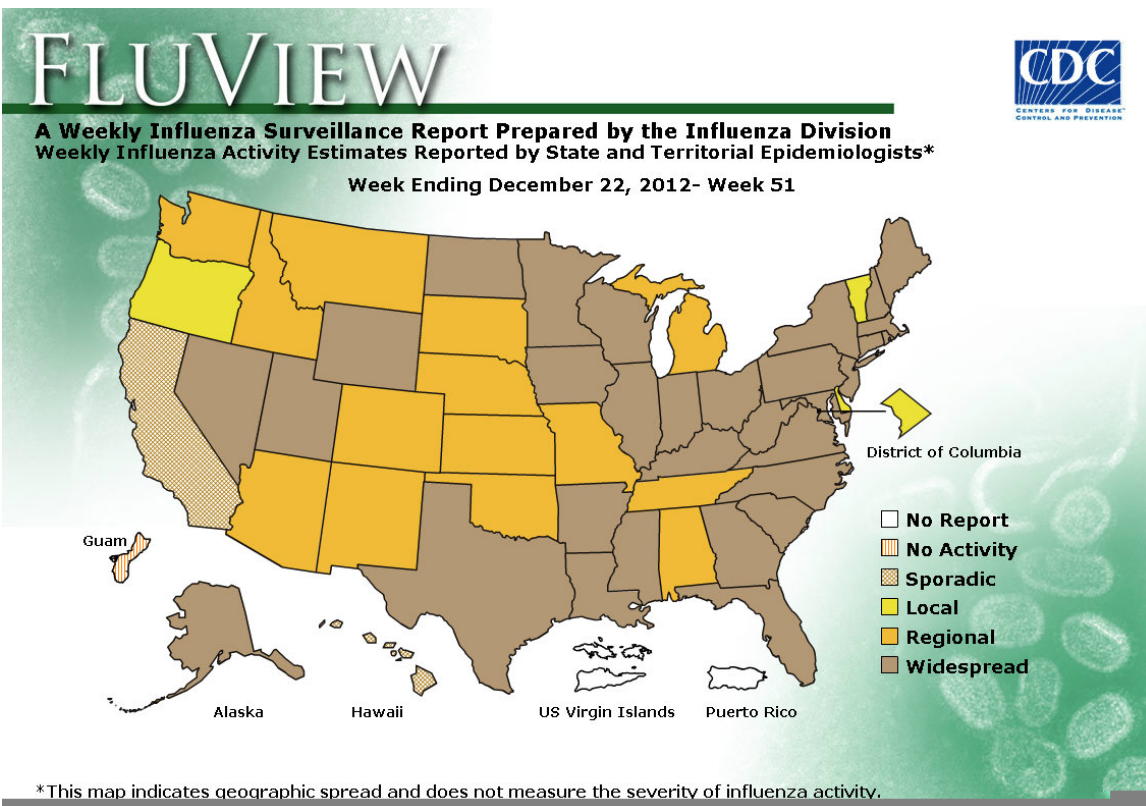 FLUVIEW
CDC
CENTERS FOR DISEASE
CONTROL AND PREVENTION
A Weekly Influenza Surveillance Report Prepared by the Influenza Division
Weekly Influenza Activity Estimates Reported by State and Territorial Epidemiologists*
Week Ending December 22, 2012- Week 51
District of Columbia
No Report
Guam
No Activity
Sporadic
Local
Regional
Widespread
Alaska
Hawaii
US Virgin Islands
Puerto Rico
*This map indicates geographic spread and does not measure the severity of influenza activity.